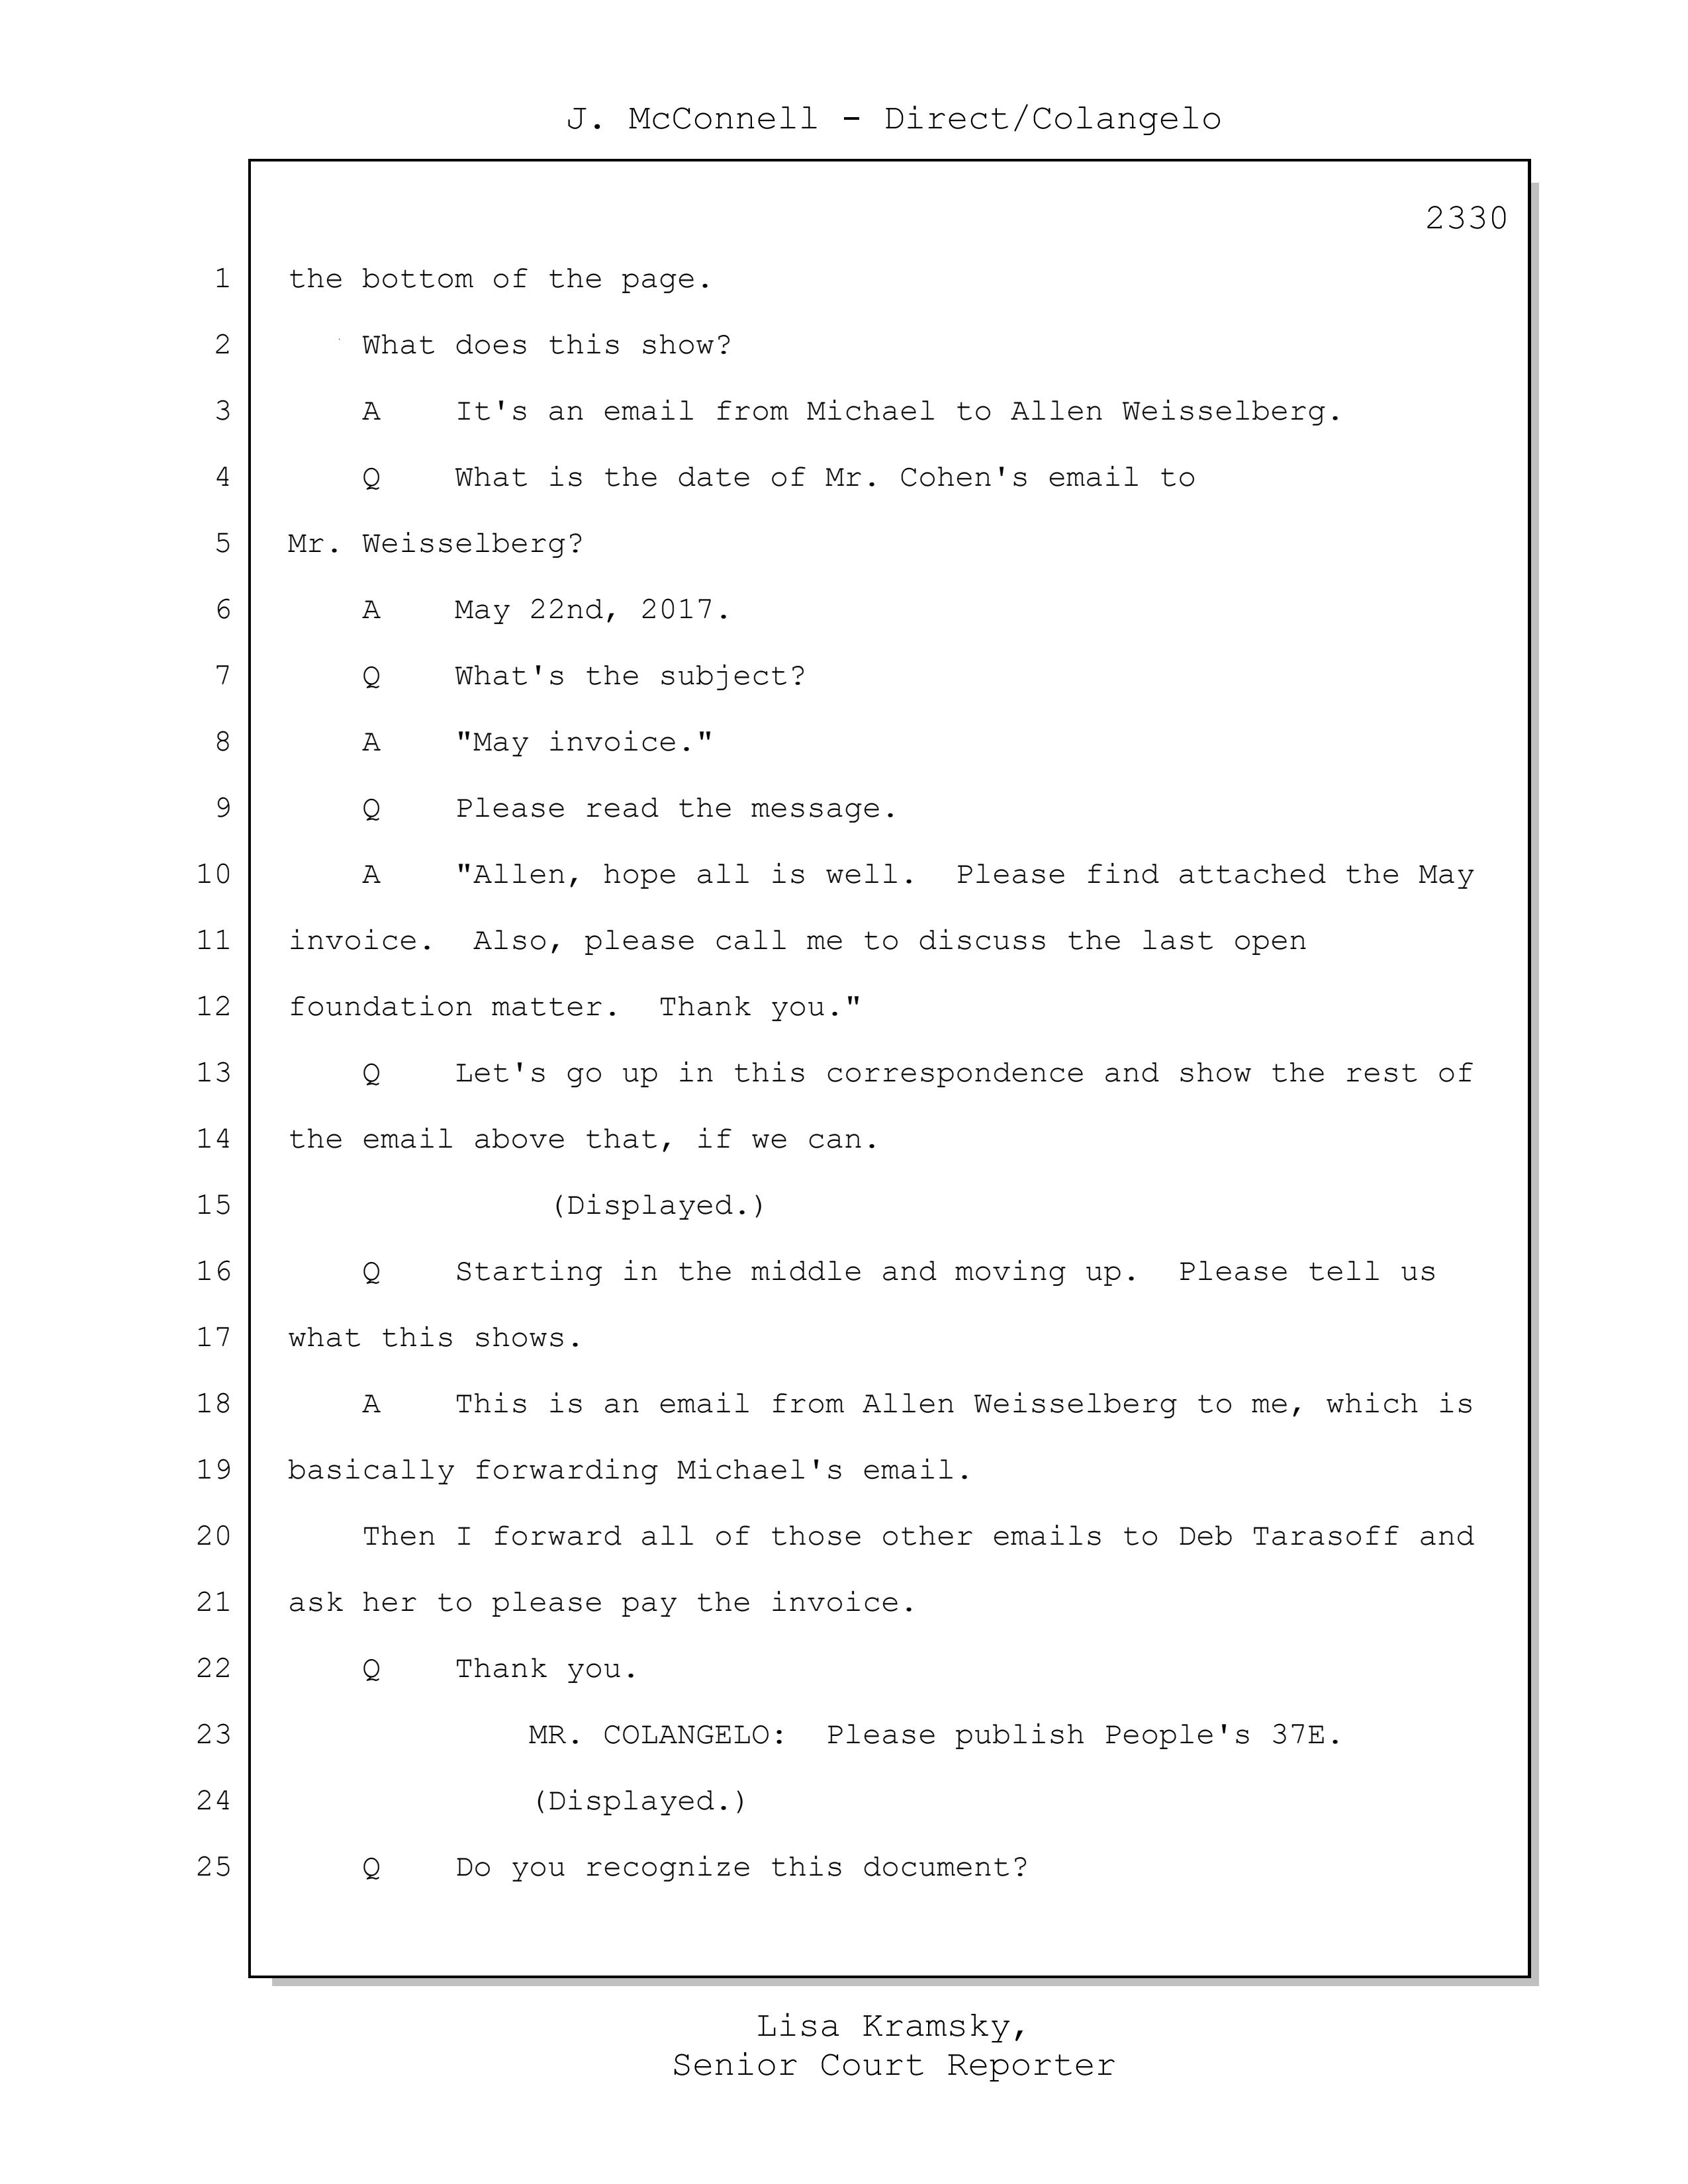 J. McConnell - Direct/Colangelo
2330
1 the bottom of the page.
2 What does this show?
3 A It's an email from Michael to Allen Weisselberg.
4 Q What is the date of Mr. Cohen's email to
5 Mr. Weisselberg?
6 A May 22nd, 2017.
7 Q What's the subject?
8 A "May invoice."
9 Q Please read the message.
10 A "Allen, hope all is well. Please find attached the May
11 invoice. Also, please call me to discuss the last open
12 foundation matter. Thank you."
13 Q Let's go up in this correspondence and show the rest of
14 the email above that, if we can.
15 (Displayed.)
16 Q Starting in the middle and moving up. Please tell us
17 what this shows.
18 A This is an email from Allen Weisselberg to me, which is
19 basically forwarding Michael's email.
20 Then I forward all of those other emails to Deb Tarasoff and
21 ask her to please pay the invoice.
22 Q Thank you.
23 MR. COLANGELO: Please publish People's 37E.
24 (Displayed.)
25 Q Do you recognize this document?
Lisa Kramsky,
Senior Court Reporter